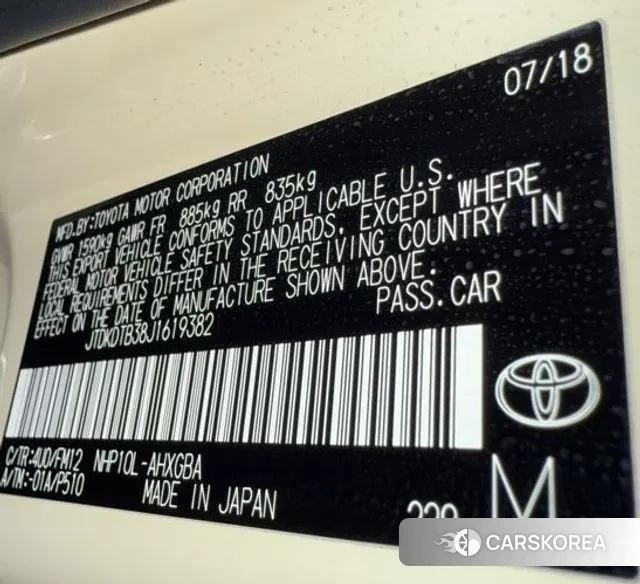 07/18
MFD.BY:TOYOTA MOTOR CORPORATION
GVWR 1590kg GAWR FR 885kg RR 835kg
THIS EXPORT VEHICLE CONFORMS TO APPLICABLE U.S.
FEDERAL MOTOR VEHICLE SAFETY STANDARDS, EXCEPT WHERE
LOCAL REQUIREMENTS DIFFER IN THE RECEIVING COUNTRY IN
EFFECT ON THE DATE OF MANUFACTURE SHOWN ABOVE.
JTDKDTB38J1619382 PASS.CAR
C/TR:4U0/FM12 NHP10L-AHXGBA
A/TM:-01A/P510 MADE IN JAPAN
M
CARSKOREA